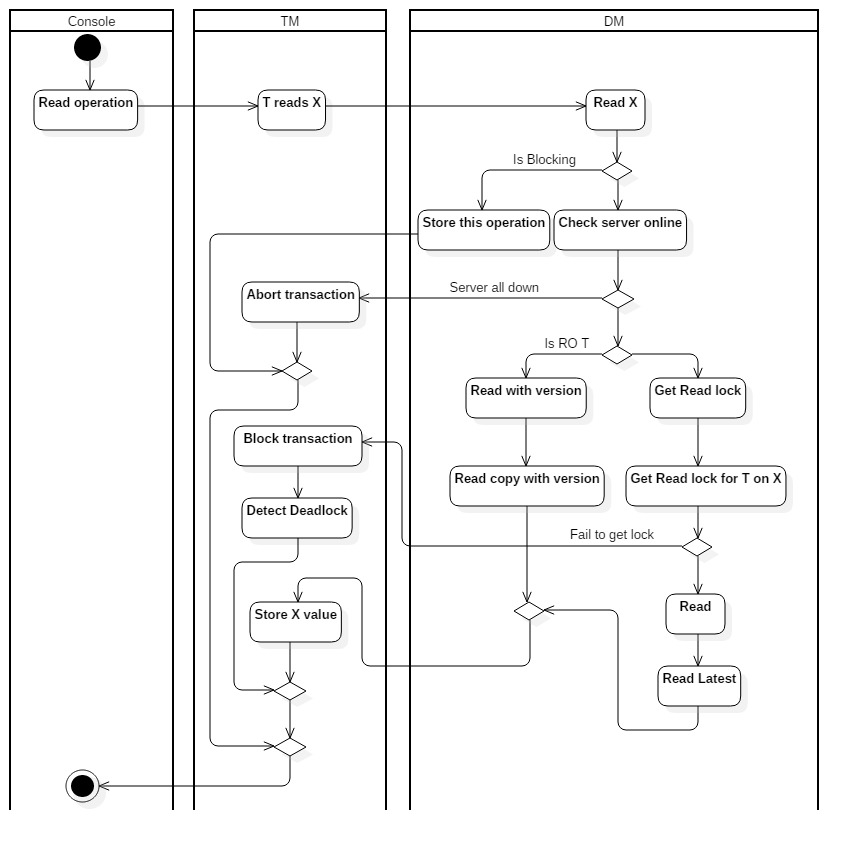 Console
TM
DM
Read operation
T reads X
Read X
Is Blocking
Store this operation
Check server online
Server all down
Abort transaction
Is RO T
Read with version
Get Read lock
Block transaction
Read copy with version
Get Read lock for T on X
Detect Deadlock
Fail to get lock
Store X value
Read
Read Latest